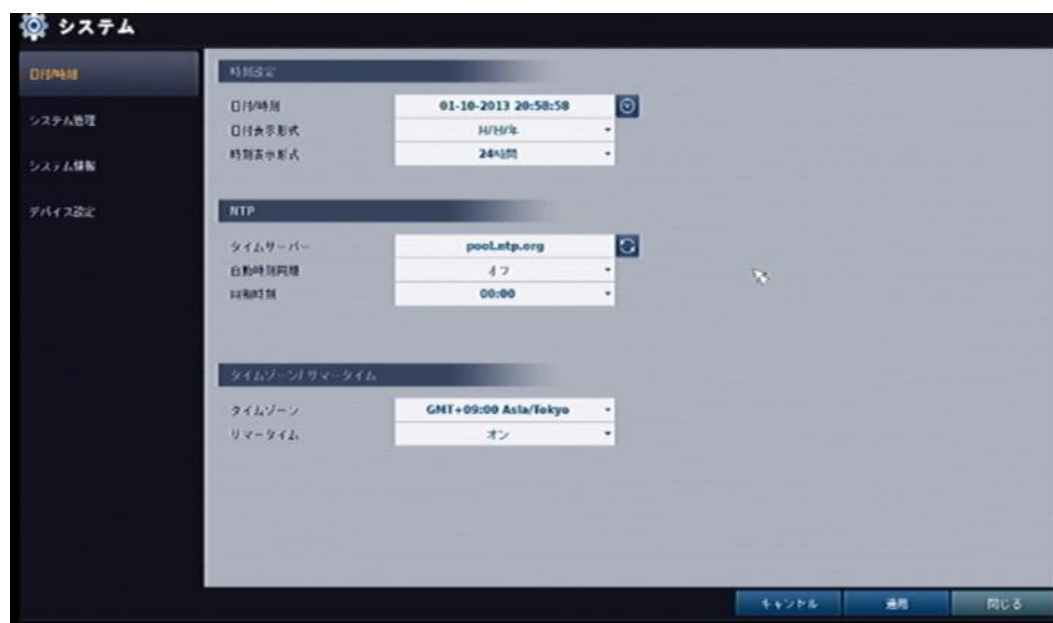 システム
日付/時刻
システム管理
システム情報
デバイス設定
時刻設定
日付/時刻 01-10-2013 20:58:58
日付表示形式
時刻表示形式 24時間
NTP
タイムサーバー pool.ntp.org
自動時刻同期 オフ
00:00
タイムゾーン/ サマータイム
タイムゾーン GMT+09:00 Asia/Tokyo
サマータイム オン
キャンセル 適用 閉じる